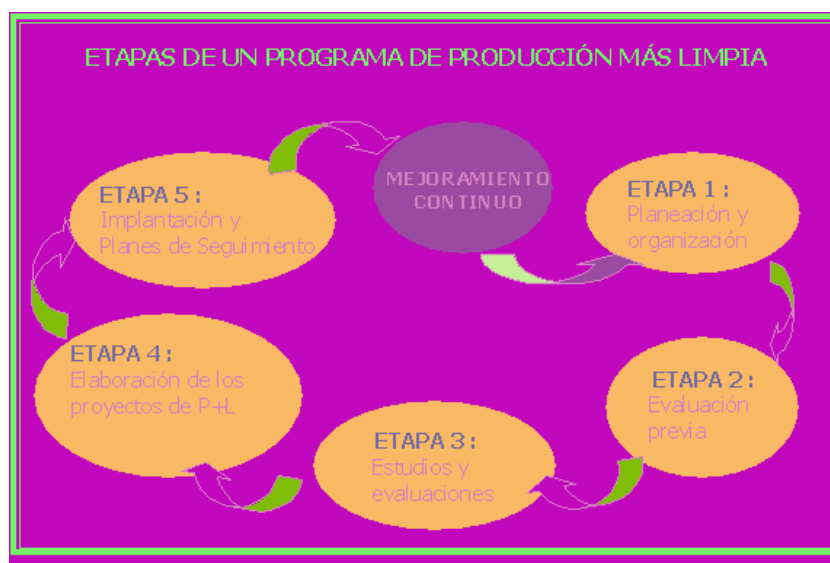 ETAPAS DE UN PROGRAMA DE PRODUCCIÓN MÁS LIMPIA
MEJORAMIENTO
CONTINUO
ETAPA 1 :
Planeación y
organización
ETAPA 2 :
Evaluación
previa
ETAPA 3 :
Estudios y
evaluaciones
ETAPA 4 :
Elaboración de los
proyectos de P+L
ETAPA 5 :
Implantación y
Planes de Seguimiento